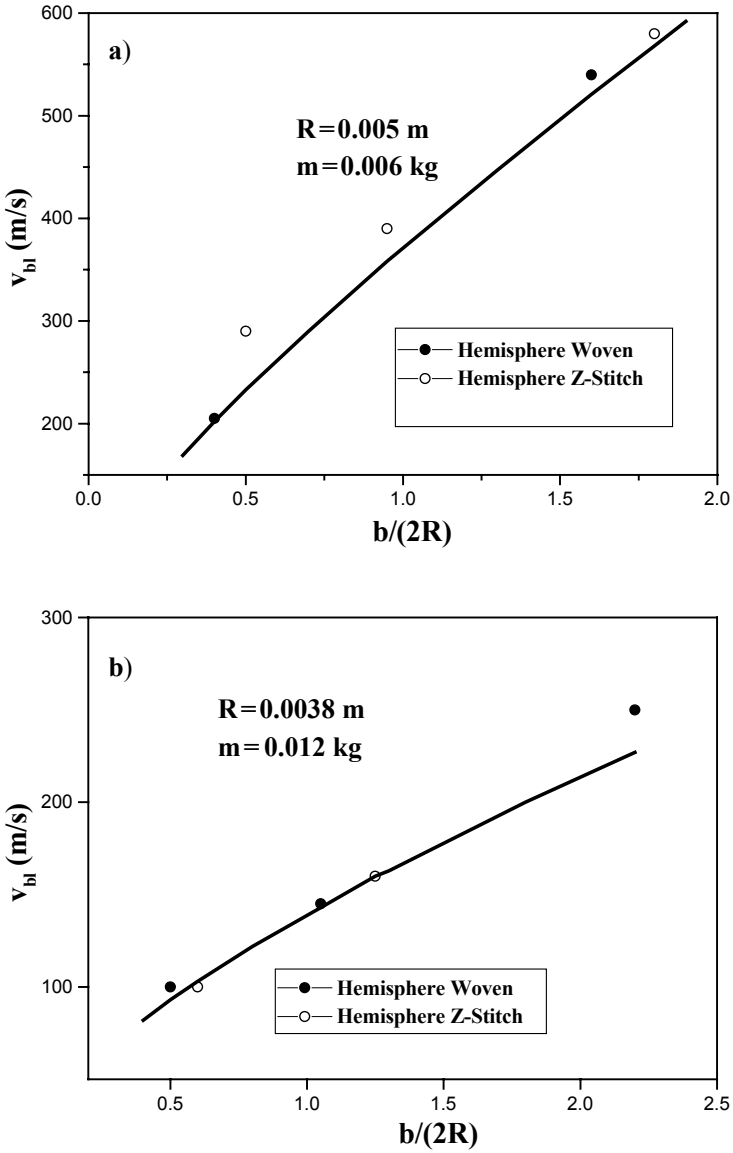 600
a)
500
R=0.005 m
m=0.006 kg
400
v_bl (m/s)
300
Hemisphere Woven
Hemisphere Z-Stitch
200
0.0 0.5 1.0 1.5 2.0
b/(2R)
300
b)
R=0.0038 m
m=0.012 kg
200
v_bl (m/s)
100
Hemisphere Woven
Hemisphere Z-Stitch
0.5 1.0 1.5 2.0 2.5
b/(2R)